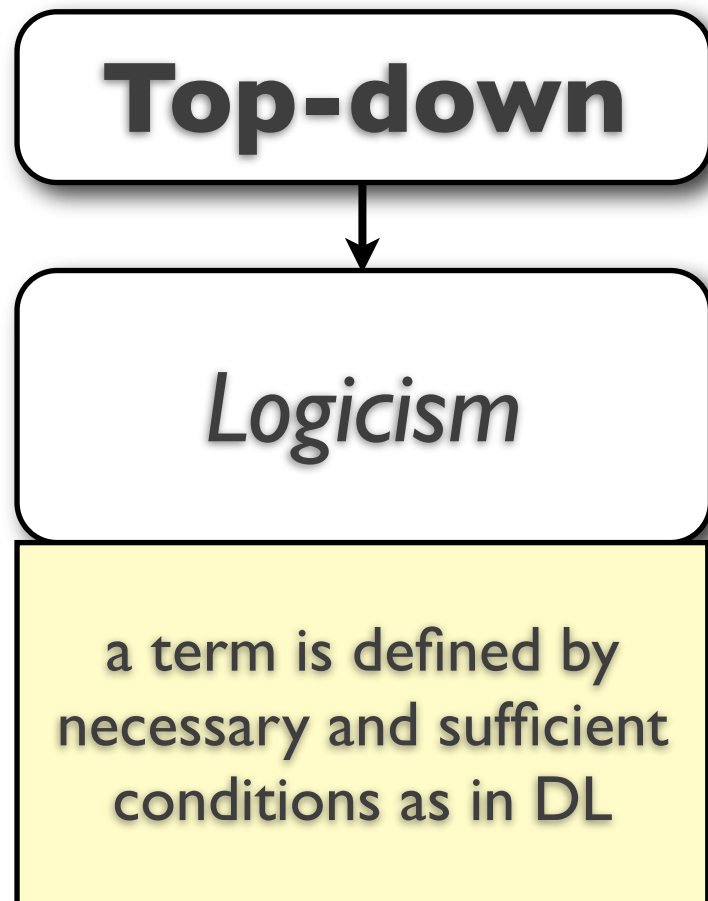 Top-down
Logicism
a term is defined by
necessary and sufficient
conditions as in DL